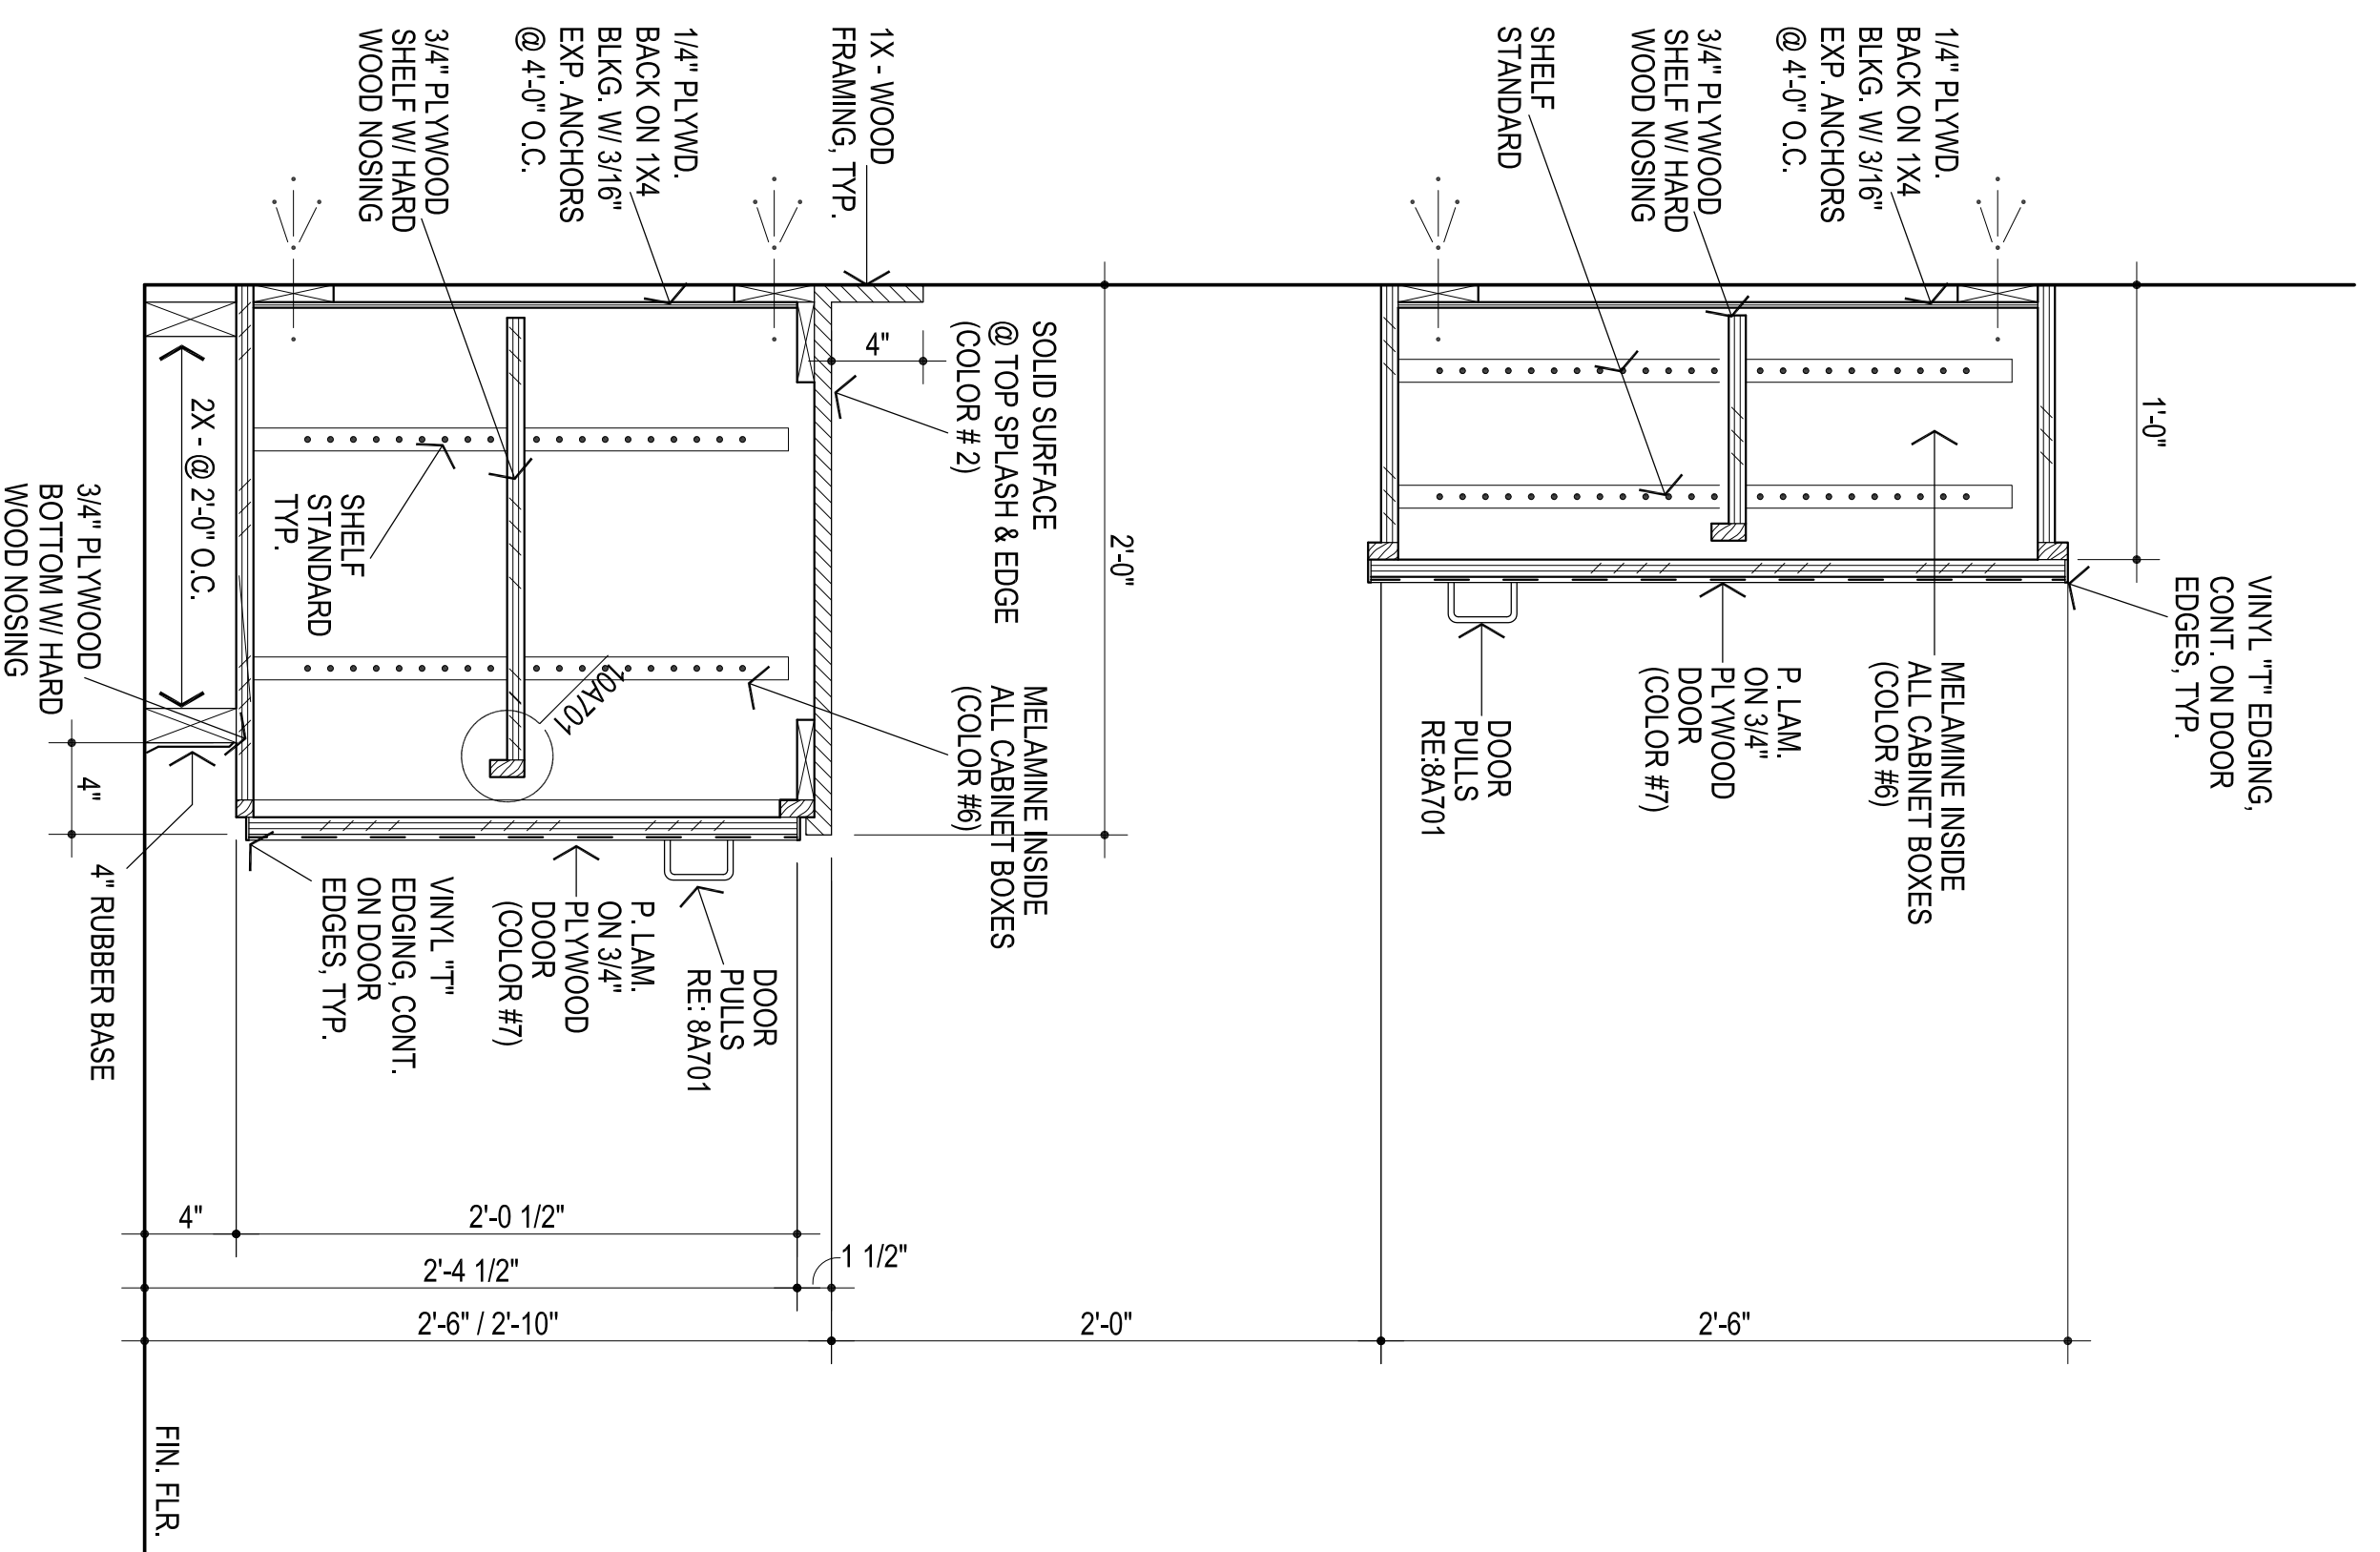 1/4" PLYWD.
BACK ON 1X4
BLKG. W/ 3/16"
EXP. ANCHORS
@ 4'-0" O.C.
3/4" PLYWOOD
SHELF W/ HARD
WOOD NOSING
SHELF
STANDARD
1'-0"
VINYL "T" EDGING,
CONT. ON DOOR
EDGES, TYP.
MELAMINE INSIDE
ALL CABINET BOXES
(COLOR #6)
P. LAM.
ON 3/4"
PLYWOOD
DOOR
(COLOR #7)
DOOR
PULLS
RE:8A701
2'-6"
2'-0"
1X - WOOD
FRAMING, TYP.
1/4" PLYWD.
BACK ON 1X4
BLKG. W/ 3/16"
EXP. ANCHORS
@ 4'-0" O.C.
3/4" PLYWOOD
SHELF W/ HARD
WOOD NOSING
2'-0"
SOLID SURFACE
@ TOP SPLASH & EDGE
(COLOR # 2)
4"
MELAMINE INSIDE
ALL CABINET BOXES
(COLOR #6)
SHELF
STANDARD
TYP.
10A701
2X - @ 2'-0" O.C.
3/4" PLYWOOD
BOTTOM W/ HARD
WOOD NOSING
4"
4" RUBBER BASE
DOOR
PULLS
RE: 8A701
P. LAM.
ON 3/4"
PLYWOOD
DOOR
(COLOR #7)
VINYL "T"
EDGING, CONT.
ON DOOR
EDGES, TYP.
4"
2'-0 1/2"
2'-4 1/2"
1 1/2"
2'-6" / 2'-10"
FIN. FLR.